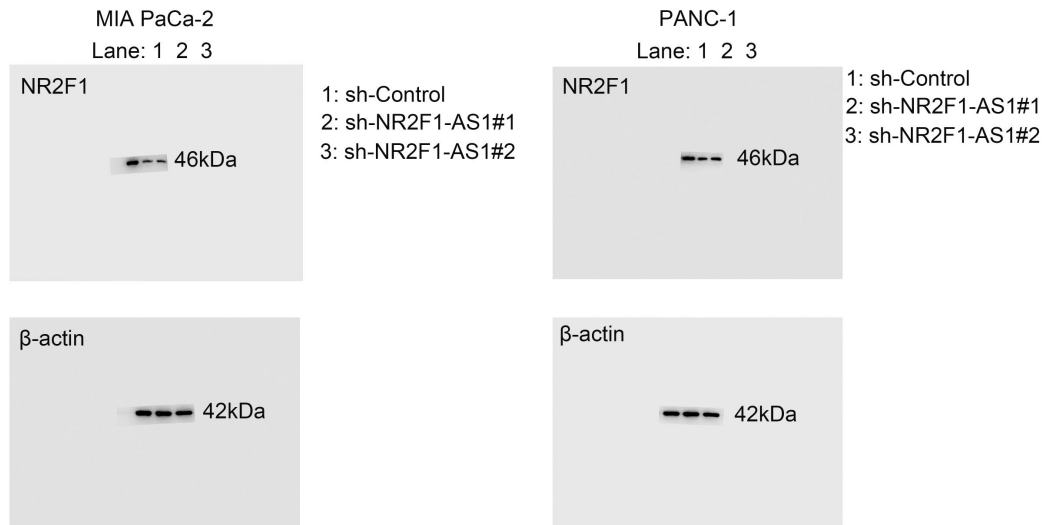 MIA PaCa-2
Lane: 1 2 3
NR2F1
46kDa
1: sh-Control
2: sh-NR2F1-AS1#1
3: sh-NR2F1-AS1#2
β-actin
42kDa
PANC-1
Lane: 1 2 3
NR2F1
46kDa
1: sh-Control
2: sh-NR2F1-AS1#1
3: sh-NR2F1-AS1#2
β-actin
42kDa